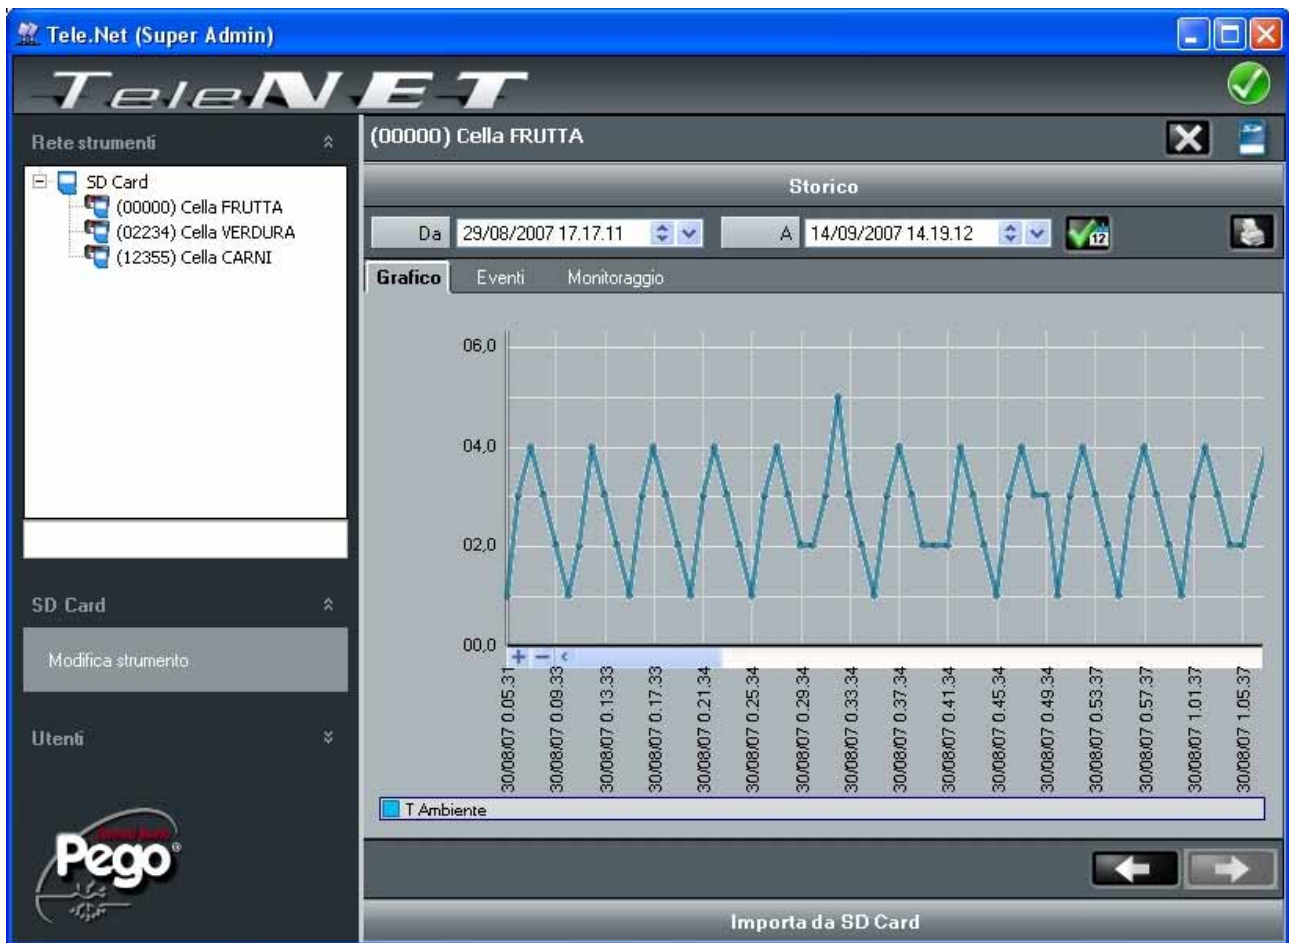 Tele.Net (Super Admin)
TeleNET
Rete strumenti
SD Card
(00000) Cella FRUTTA
(02234) Cella VERDURA
(12355) Cella CARNI
SD Card
Modifica strumento
Utenti
Pego®
(00000) Cella FRUTTA
Storico
Da 29/08/2007 17.17.11 A 14/09/2007 14.19.12 12
Grafico Eventi Monitoraggio
06,0
04,0
02,0
00,0
30/08/07 0.05.31
30/08/07 0.09.33
30/08/07 0.13.33
30/08/07 0.17.33
30/08/07 0.21.34
30/08/07 0.25.34
30/08/07 0.29.34
30/08/07 0.33.34
30/08/07 0.37.34
30/08/07 0.41.34
30/08/07 0.45.34
30/08/07 0.49.34
30/08/07 0.53.37
30/08/07 0.57.37
30/08/07 1.01.37
30/08/07 1.05.37
T Ambiente
Importa da SD Card